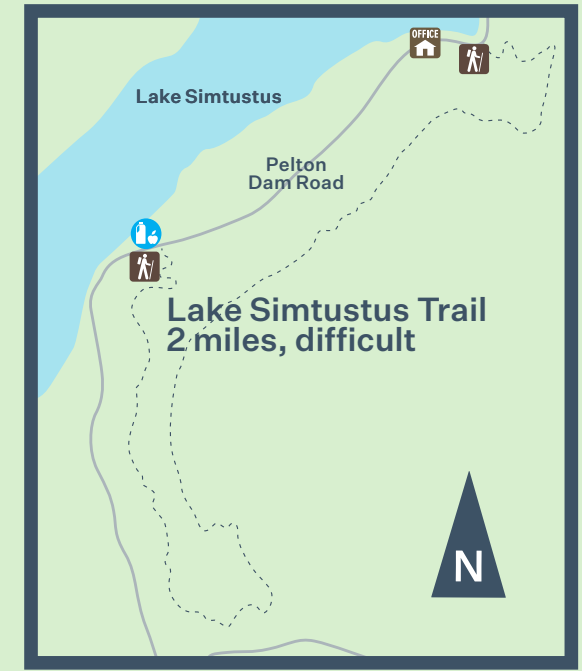 OFFICE
Lake Simtustus
Pelton
Dam Road
Lake Simtustus Trail
2 miles, difficult
N